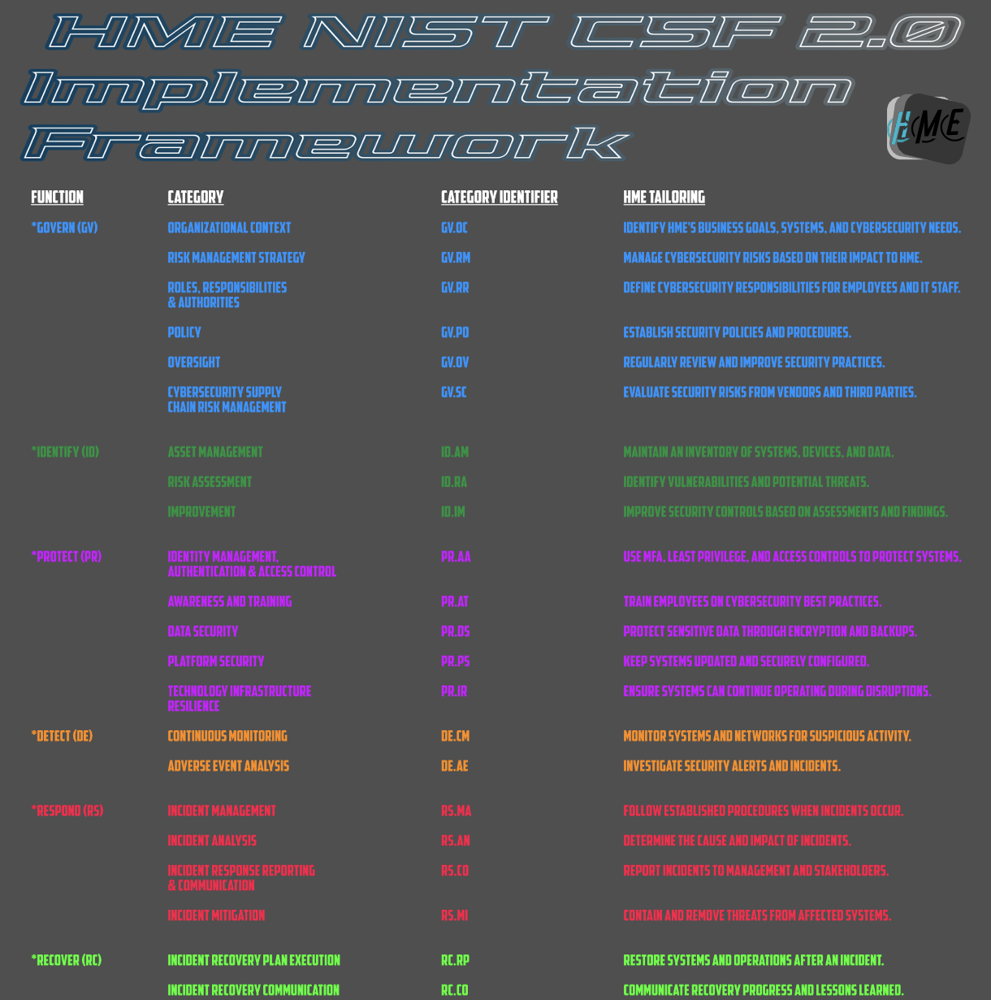 HME NIST CSF 2.0
Implementation
Framework
HME
FUNCTION CATEGORY CATEGORY IDENTIFIER HME TAILORING
*GOVERN (GV) ORGANIZATIONAL CONTEXT GV.OC IDENTIFY HME'S BUSINESS GOALS, SYSTEMS, AND CYBERSECURITY NEEDS.
RISK MANAGEMENT STRATEGY GV.RM MANAGE CYBERSECURITY RISKS BASED ON THEIR IMPACT TO HME.
ROLES, RESPONSIBILITIES GV.RR DEFINE CYBERSECURITY RESPONSIBILITIES FOR EMPLOYEES AND IT STAFF.
& AUTHORITIES
POLICY GV.PO ESTABLISH SECURITY POLICIES AND PROCEDURES.
OVERSIGHT GV.OV REGULARLY REVIEW AND IMPROVE SECURITY PRACTICES.
CYBERSECURITY SUPPLY GV.SC EVALUATE SECURITY RISKS FROM VENDORS AND THIRD PARTIES.
CHAIN RISK MANAGEMENT
*IDENTIFY (ID) ASSET MANAGEMENT ID.AM MAINTAIN AN INVENTORY OF SYSTEMS, DEVICES, AND DATA.
RISK ASSESSMENT ID.RA IDENTIFY VULNERABILITIES AND POTENTIAL THREATS.
IMPROVEMENT ID.IM IMPROVE SECURITY CONTROLS BASED ON ASSESSMENTS AND FINDINGS.
*PROTECT (PR) IDENTITY MANAGEMENT, PR.AA USE MFA, LEAST PRIVILEGE, AND ACCESS CONTROLS TO PROTECT SYSTEMS.
AUTHENTICATION & ACCESS CONTROL
AWARENESS AND TRAINING PR.AT TRAIN EMPLOYEES ON CYBERSECURITY BEST PRACTICES.
DATA SECURITY PR.DS PROTECT SENSITIVE DATA THROUGH ENCRYPTION AND BACKUPS.
PLATFORM SECURITY PR.PS KEEP SYSTEMS UPDATED AND SECURELY CONFIGURED.
TECHNOLOGY INFRASTRUCTURE PR.IR ENSURE SYSTEMS CAN CONTINUE OPERATING DURING DISRUPTIONS.
RESILIENCE
*DETECT (DE) CONTINUOUS MONITORING DE.CM MONITOR SYSTEMS AND NETWORKS FOR SUSPICIOUS ACTIVITY.
ADVERSE EVENT ANALYSIS DE.AE INVESTIGATE SECURITY ALERTS AND INCIDENTS.
*RESPOND (RS) INCIDENT MANAGEMENT RS.MA FOLLOW ESTABLISHED PROCEDURES WHEN INCIDENTS OCCUR.
INCIDENT ANALYSIS RS.AN DETERMINE THE CAUSE AND IMPACT OF INCIDENTS.
INCIDENT RESPONSE REPORTING RS.CO REPORT INCIDENTS TO MANAGEMENT AND STAKEHOLDERS.
& COMMUNICATION
INCIDENT MITIGATION RS.MI CONTAIN AND REMOVE THREATS FROM AFFECTED SYSTEMS.
*RECOVER (RC) INCIDENT RECOVERY PLAN EXECUTION RC.RP RESTORE SYSTEMS AND OPERATIONS AFTER AN INCIDENT.
INCIDENT RECOVERY COMMUNICATION RC.CO COMMUNICATE RECOVERY PROGRESS AND LESSONS LEARNED.